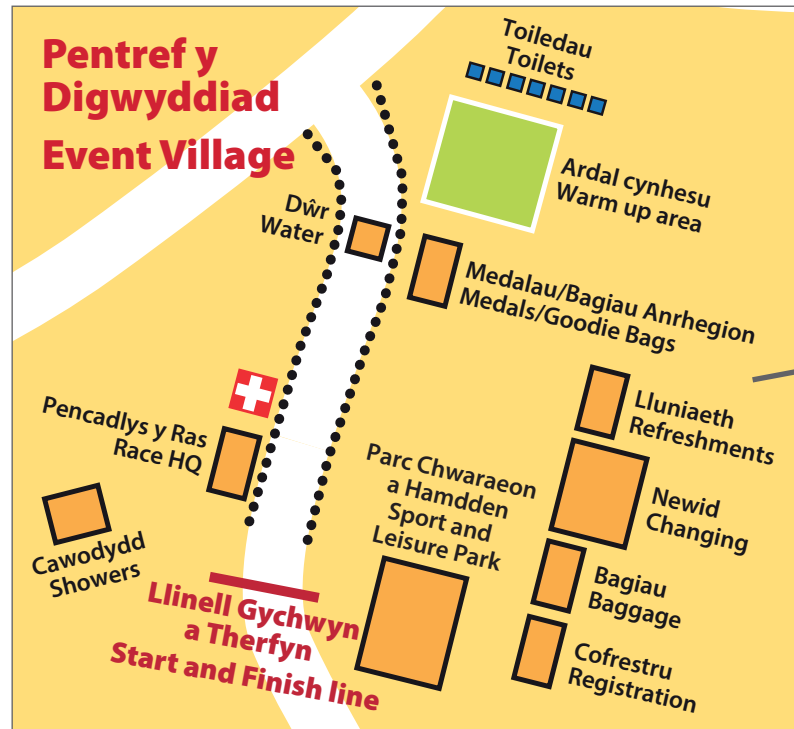 Pentref y
Digwyddiad
Event Village
Toiledau
Toilets
Ardal cynhesu
Warm up area
Dŵr
Water
Medalau/Bagiau Anrhegion
Medals/Goodie Bags
Lluniaeth
Refreshments
Pencadlys y Ras
Race HQ
Parc Chwaraeon
a Hamdden
Sport and
Leisure Park
Newid
Changing
Cawodydd
Showers
Bagiau
Baggage
Llinell Gychwyn
a Therfyn
Start and Finish line
Cofrestru
Registration